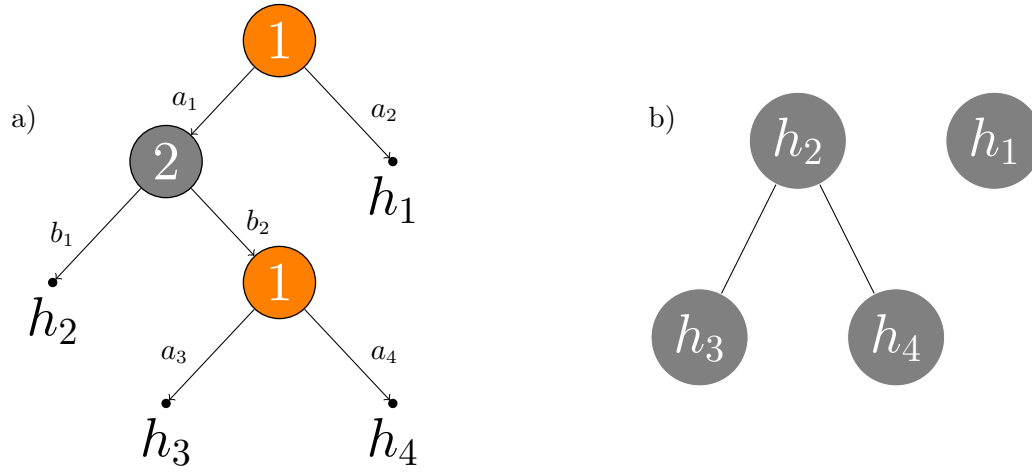 a)
1
a₁
a₂
2
h₁
b₁
b₂
h₂
1
a₃
a₄
h₃
h₄
b)
h₂
h₁
h₃
h₄